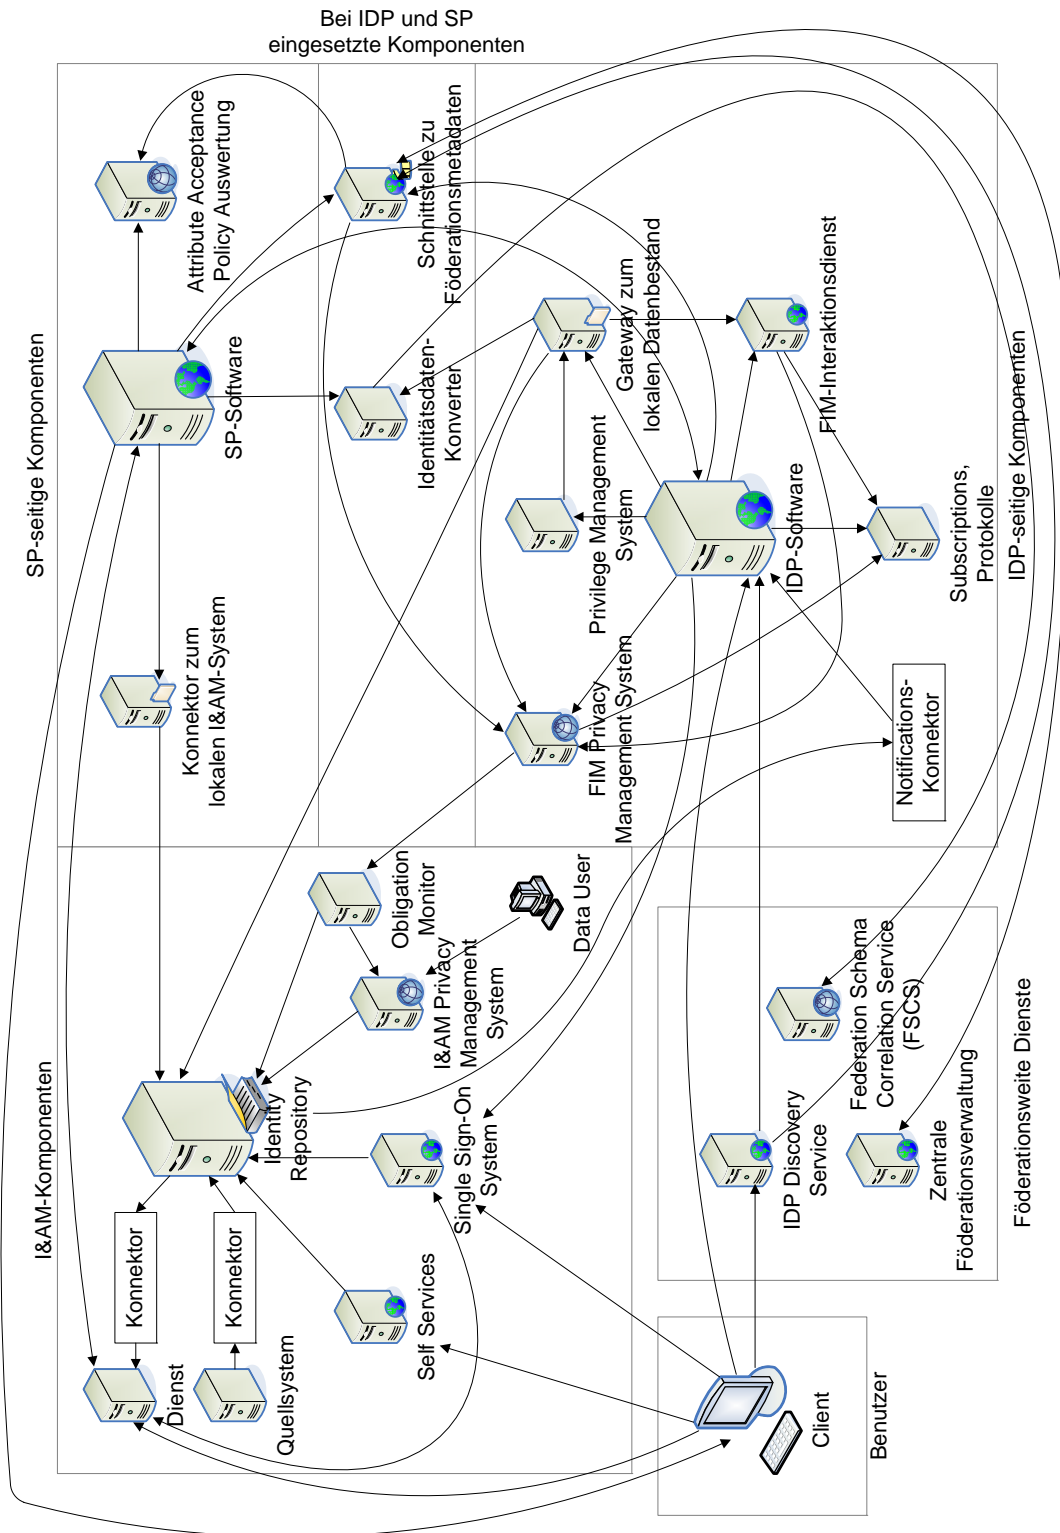 Bei IDP und SP
eingesetzte Komponenten
SP-seitige Komponenten
Attribute Acceptance
Policy Auswertung
SP-Software
Konnektor zum
lokalen I&AM-System
Schnittstelle zu
Föderationsmetadaten
Identitätsdaten-
Konverter
Gateway zum
lokalen Datenbestand
Privilege Management
System
FIM-Interaktionsdienst
IDP-Software
FIM Privacy
Management System
Subscriptions,
Protokolle
Notifications-
Konnektor
IDP-seitige Komponenten
I&AM-Komponenten
Obligation
Monitor
I&AM Privacy
Management
System
Data User
Identity
Repository
Single Sign-On
System
Konnektor
Konnektor
Dienst
Quellsystem
Self Services
Federation Schema
Correlation Service
(FSCS)
IDP Discovery
Service
Zentrale
Föderationsverwaltung
Föderationsweite Dienste
Client
Benutzer